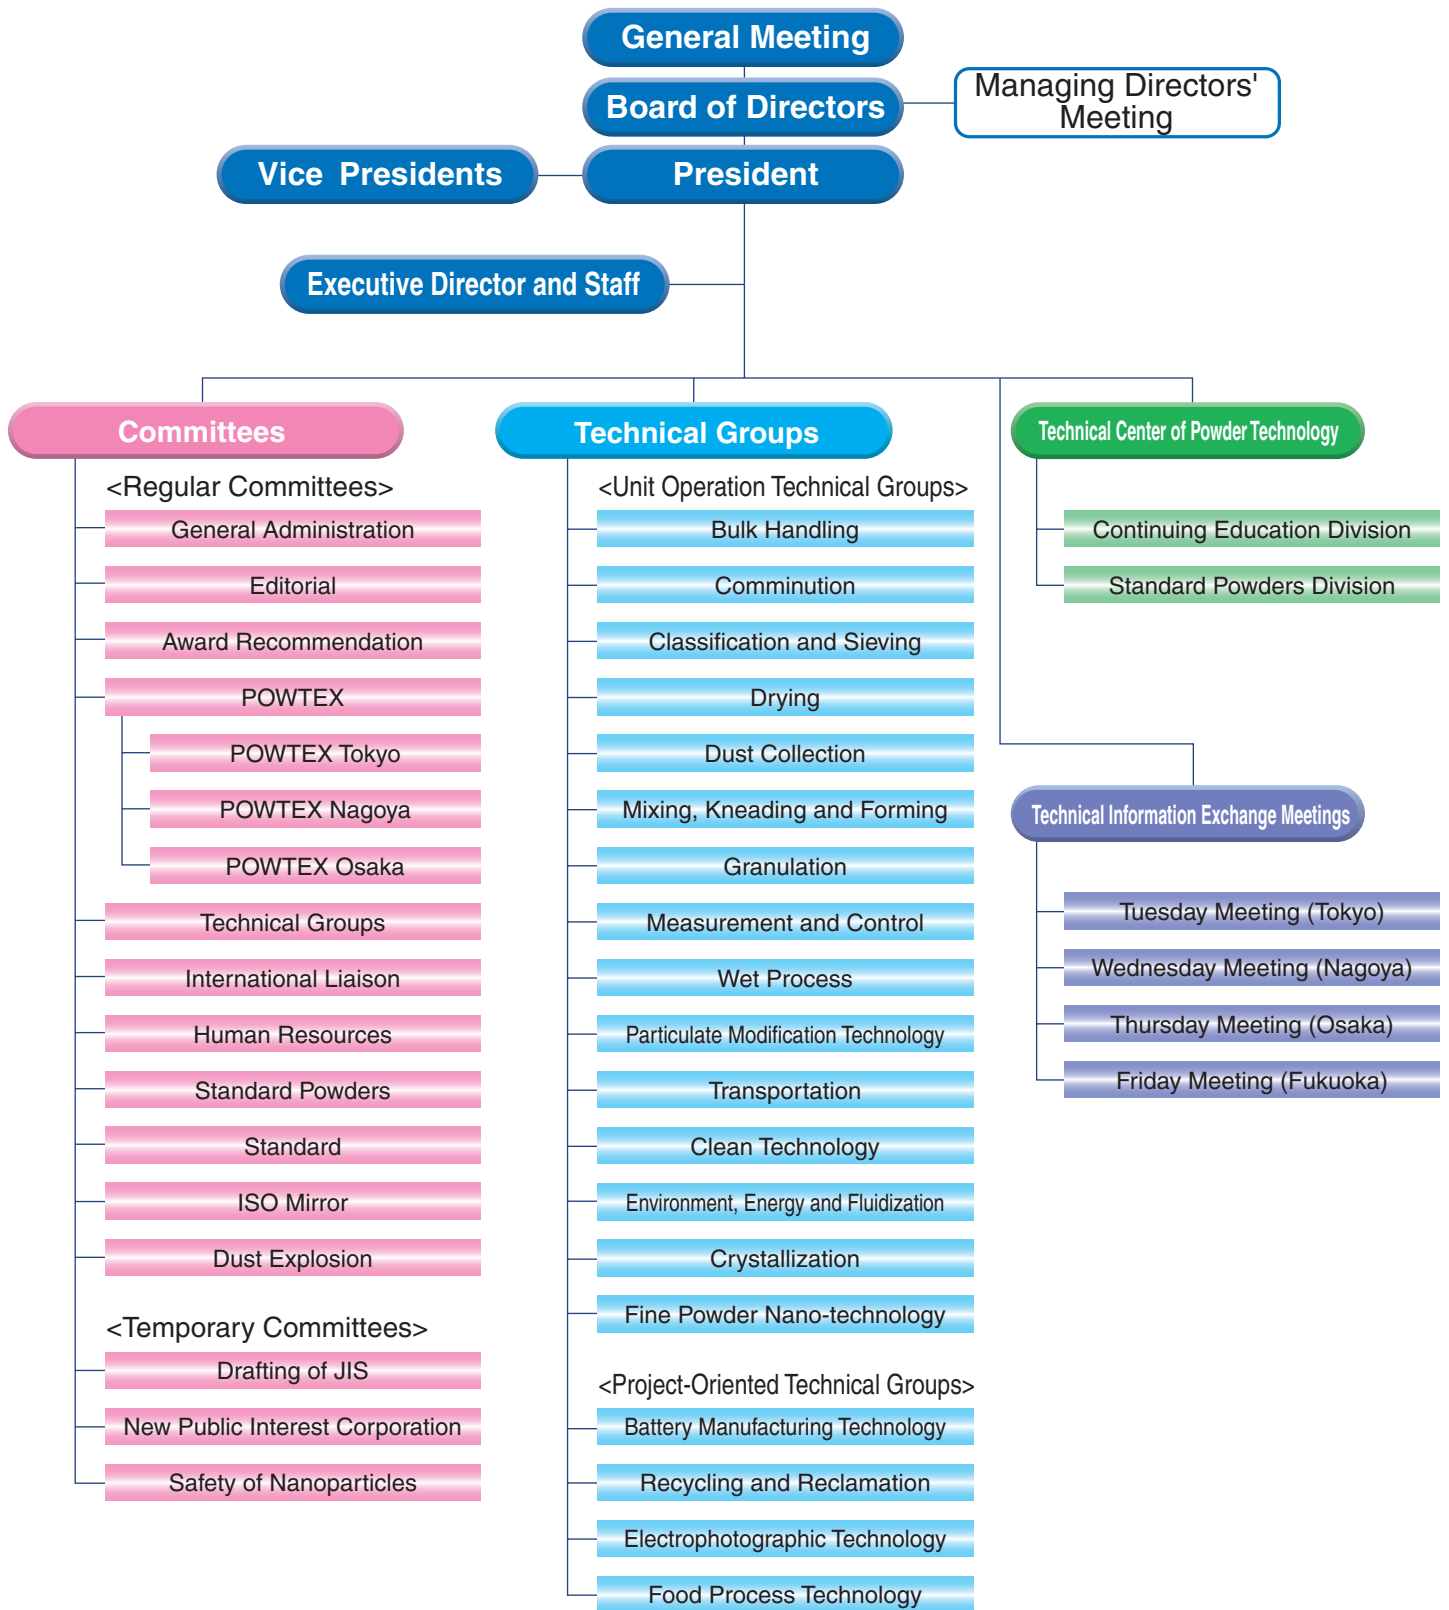 General Meeting
Board of Directors
Managing Directors'
Meeting
Vice Presidents
President
Executive Director and Staff
Committees
<Regular Committees>
General Administration
Editorial
Award Recommendation
POWTEX
POWTEX Tokyo
POWTEX Nagoya
POWTEX Osaka
Technical Groups
International Liaison
Human Resources
Standard Powders
Standard
ISO Mirror
Dust Explosion
<Temporary Committees>
Drafting of JIS
New Public Interest Corporation
Safety of Nanoparticles
Technical Groups
<Unit Operation Technical Groups>
Bulk Handling
Comminution
Classification and Sieving
Drying
Dust Collection
Mixing, Kneading and Forming
Granulation
Measurement and Control
Wet Process
Particulate Modification Technology
Transportation
Clean Technology
Environment, Energy and Fluidization
Crystallization
Fine Powder Nano-technology
<Project-Oriented Technical Groups>
Battery Manufacturing Technology
Recycling and Reclamation
Electrophotographic Technology
Food Process Technology
Technical Center of Powder Technology
Continuing Education Division
Standard Powders Division
Technical Information Exchange Meetings
Tuesday Meeting (Tokyo)
Wednesday Meeting (Nagoya)
Thursday Meeting (Osaka)
Friday Meeting (Fukuoka)